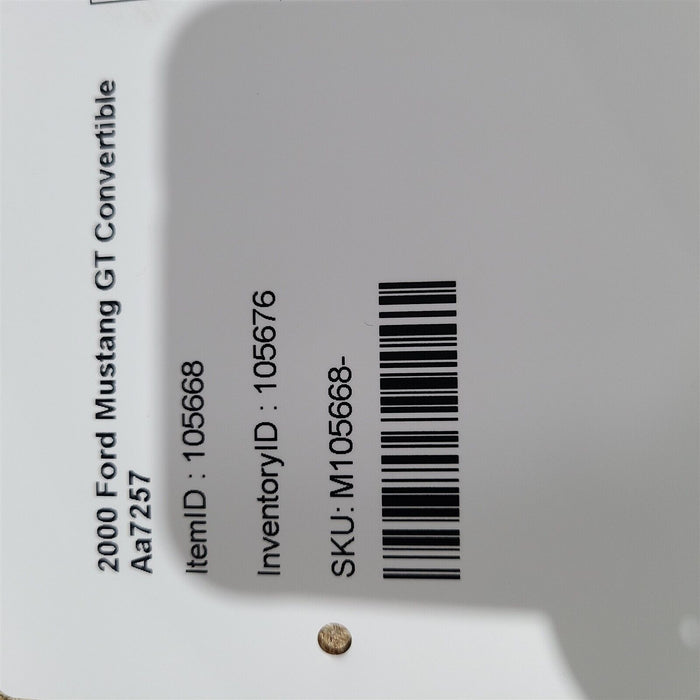 2000 Ford Mustang GT Convertible
Aa7257
ItemID : 105668
InventoryID : 105676
SKU: M105668-